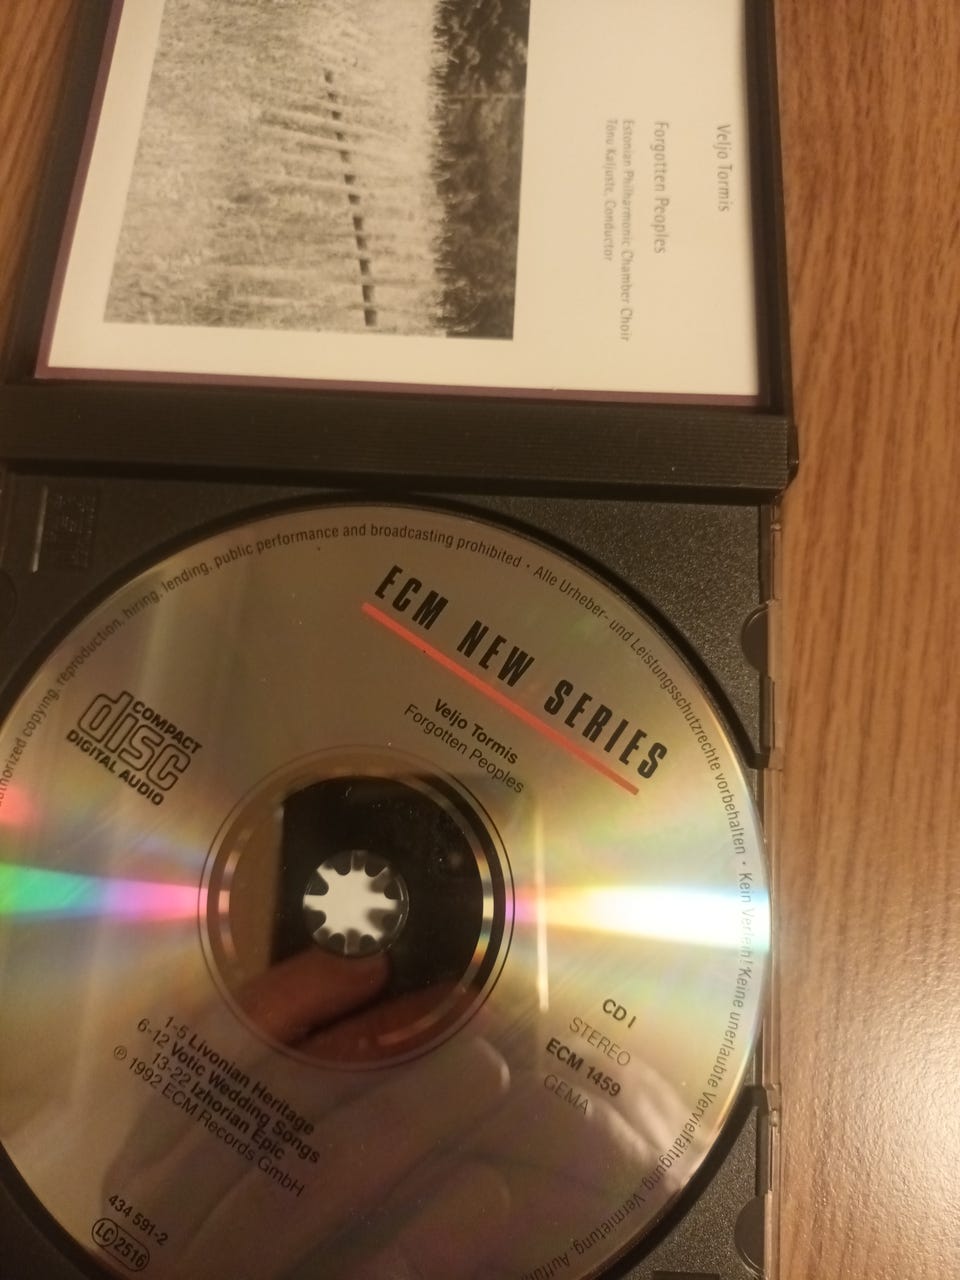 Veljo Tormis
Forgotten Peoples
Estonian Philharmonic Chamber Choir
Tõnu Kaljuste, Conductor
copying, reproduction, hiring, lending, public performance and broadcasting prohibited · Alle Urheber- und Leistungsschutzrechte vorbehalten · Kein Verleih! Keine unerlaubte Vervielfältigung, Vermietung,
ECM NEW SERIES
Veljo Tormis
Forgotten Peoples
COMPACT
disc
DIGITAL AUDIO
CD I
STEREO
ECM 1459
GEMA
1-5 Livonian Heritage
6-12 Votic Wedding Songs
13-22 Izhorian Epic
℗ 1992 ECM Records GmbH
434 591-2
LC 2516